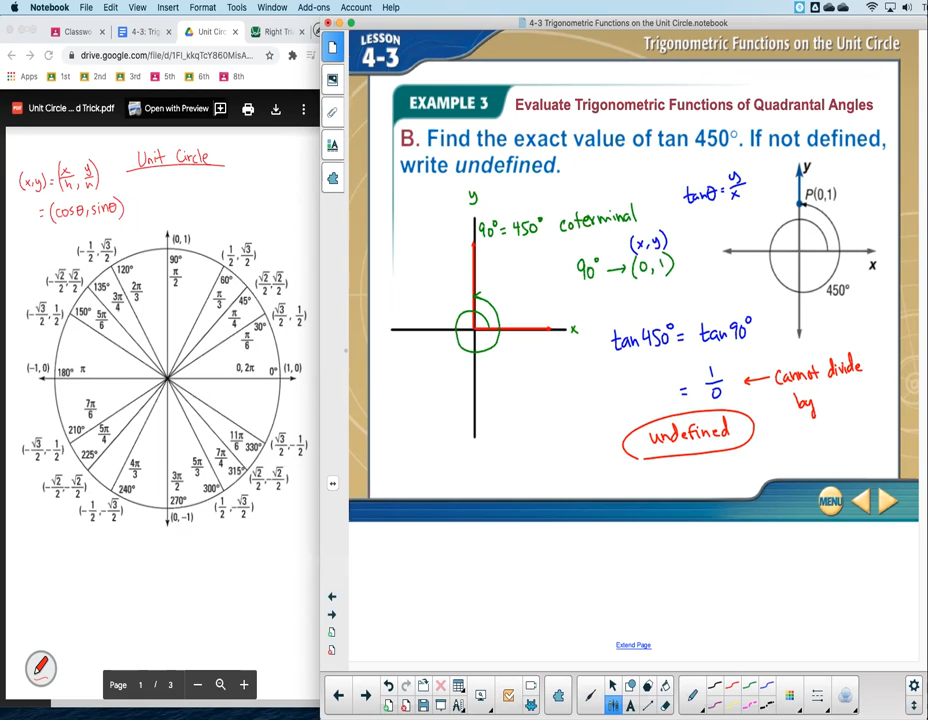 Notebook File Edit View Insert Format Tools Window Add-ons Account Help
4-3 Trigonometric Functions on the Unit Circle.notebook
Classwo
4-3: Trig
Unit Circ
Right Tri
drive.google.com/file/d/1Fl_kkqTcY860MisA...
Apps 1st 2nd 3rd 5th 6th 8th
PDF Unit Circle ... d Trick.pdf Open with Preview
Unit Circle
(x,y) = (x/h, y/h)
= (cosθ, sinθ)
(0, 1)
90°
π/2
(-1/2, √3/2)
120°
2π/3
(-√2/2, √2/2)
135°
3π/4
(-√3/2, 1/2)
150°
5π/6
(1/2, √3/2)
60°
π/3
(√2/2, √2/2)
45°
π/4
(√3/2, 1/2)
30°
π/6
(-1, 0) 180° π
0, 2π 0° (1, 0)
7π/6
210°
(-√3/2, -1/2)
5π/4
225°
(-√2/2, -√2/2)
4π/3
240°
(-1/2, -√3/2)
3π/2
270°
(0, -1)
5π/3
300°
(1/2, -√3/2)
7π/4
315°
(√2/2, -√2/2)
11π/6
330°
(√3/2, -1/2)
Page 1 / 3
LESSON
4-3
Trigonometric Functions on the Unit Circle
EXAMPLE 3 Evaluate Trigonometric Functions of Quadrantal Angles
B. Find the exact value of tan 450°. If not defined,
write undefined.
y
90° = 450° coterminal
x
(x, y)
90° → (0, 1)
tanθ = y/x
y
P(0,1)
x
450°
tan 450° = tan 90°
= 1/0 ← Cannot divide
by
undefined
MENU
Extend Page